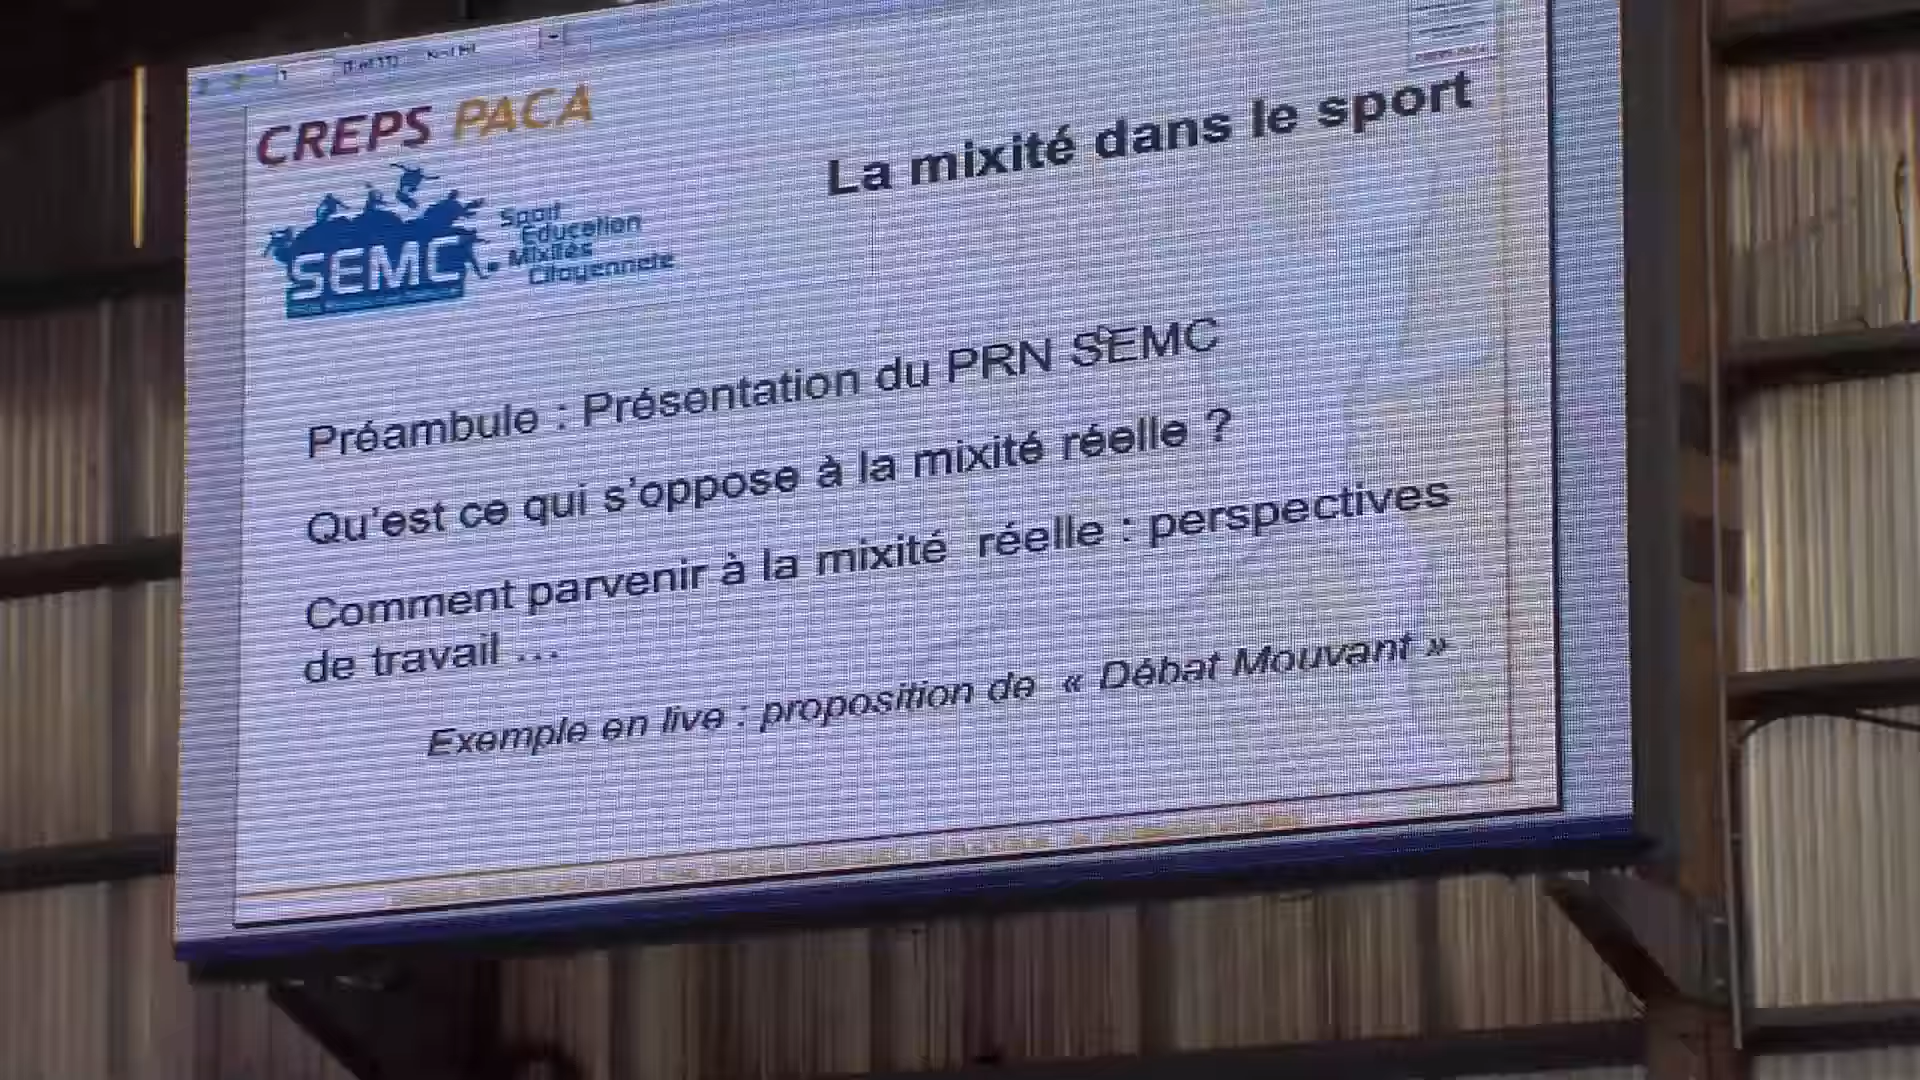 CREPS PACA
La mixité dans le sport
SEMC
Sport
Éducation
Mixités
Citoyenneté
Préambule : Présentation du PRN SEMC
Qu'est ce qui s'oppose à la mixité réelle ?
Comment parvenir à la mixité réelle : perspectives
de travail ...
Exemple en live : proposition de « Débat Mouvant »